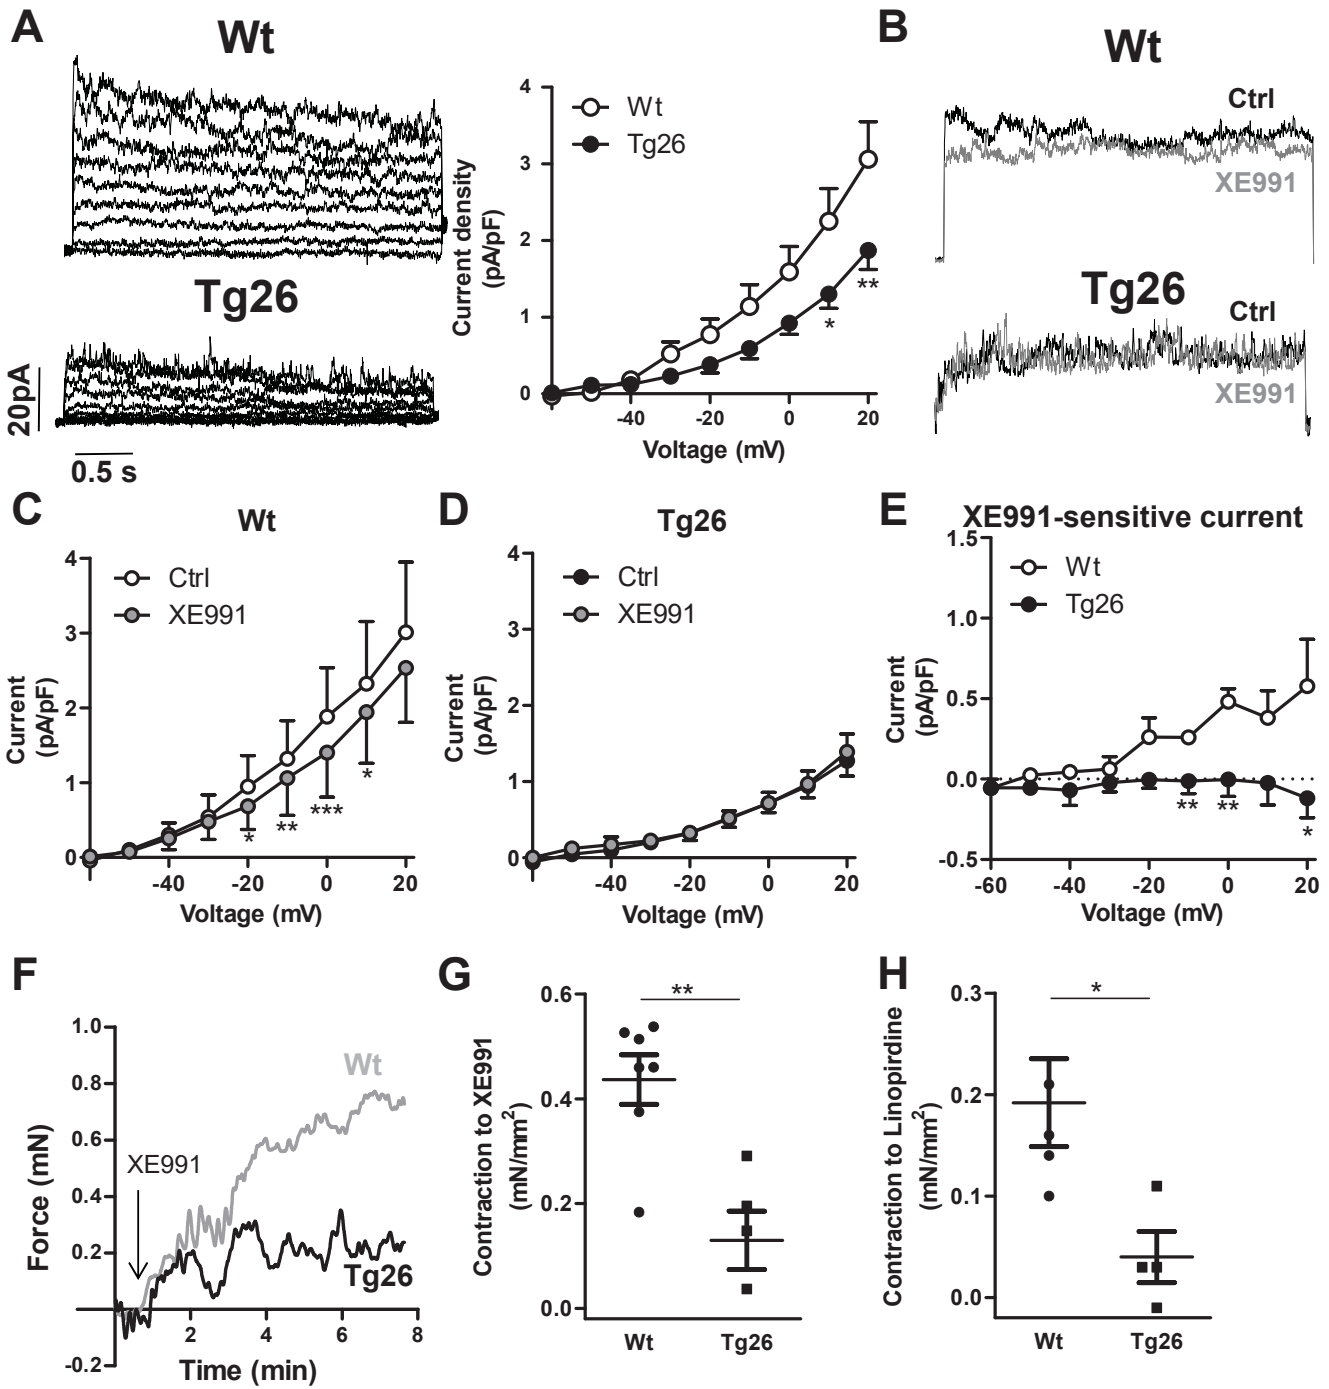 A
Wt
Tg26
20pA
0.5 s
4
3
2
1
0
Current density
(pA/pF)
Wt
Tg26
*
**
-40
-20
0
20
Voltage (mV)
B
Wt
Ctrl
XE991
Tg26
Ctrl
XE991
C
Wt
4
3
2
1
0
Current
(pA/pF)
Ctrl
XE991
*
**
***
*
-40
-20
0
20
Voltage (mV)
D
Tg26
4
3
2
1
0
Current
(pA/pF)
Ctrl
XE991
-40
-20
0
20
Voltage (mV)
E
XE991-sensitive current
1.5
1.0
0.5
0.0
-0.5
Current
(pA/pF)
Wt
Tg26
**
**
*
-60
-40
-20
0
20
Voltage (mV)
F
1.0
0.8
0.6
0.4
0.2
-0.2
Force (mN)
XE991
Wt
Tg26
2
4
6
8
Time (min)
G
0.6
0.4
0.2
0.0
Contraction to XE991
(mN/mm2)
**
Wt
Tg26
H
0.3
0.2
0.1
0.0
Contraction to Linopirdine
(mN/mm2)
*
Wt
Tg26